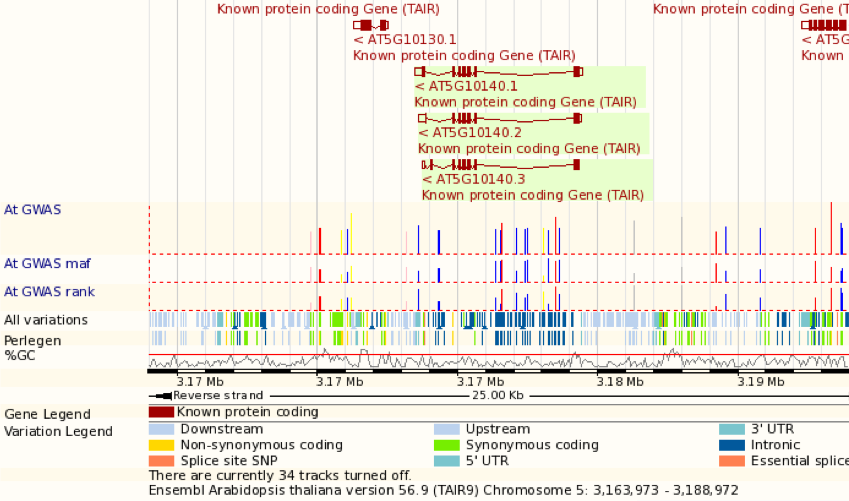 Known protein coding Gene (TAIR)
Known protein coding Gene (T
< AT5G10130.1
< AT5G
Known protein coding Gene (TAIR)
Known
< AT5G10140.1
Known protein coding Gene (TAIR)
< AT5G10140.2
Known protein coding Gene (TAIR)
< AT5G10140.3
Known protein coding Gene (TAIR)
At GWAS
At GWAS maf
At GWAS rank
All variations
Perlegen
%GC
3.17 Mb 3.17 Mb 3.17 Mb 3.18 Mb 3.19 Mb
Reverse strand 25.00 Kb
Gene Legend Known protein coding
Variation Legend Downstream Upstream 3' UTR
Non-synonymous coding Synonymous coding Intronic
Splice site SNP 5' UTR Essential splice
There are currently 34 tracks turned off.
Ensembl Arabidopsis thaliana version 56.9 (TAIR9) Chromosome 5: 3,163,973 - 3,188,972